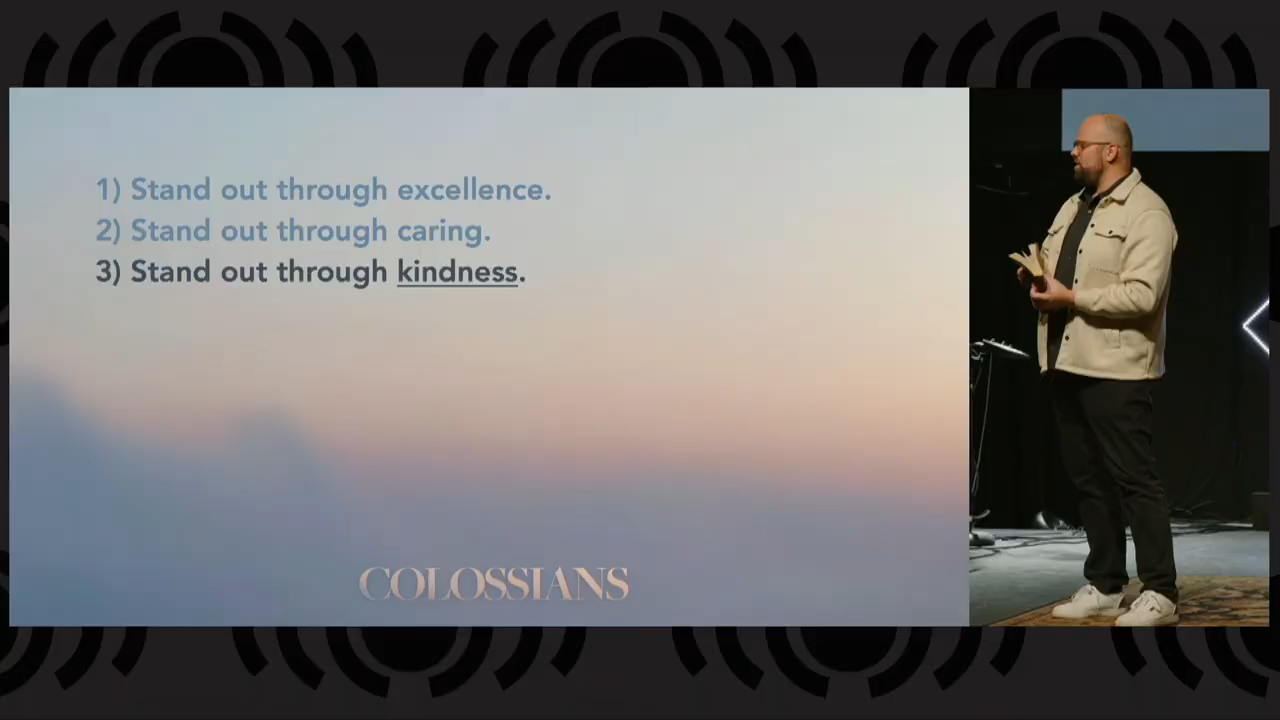 1) Stand out through excellence.
2) Stand out through caring.
3) Stand out through kindness.
COLOSSIANS